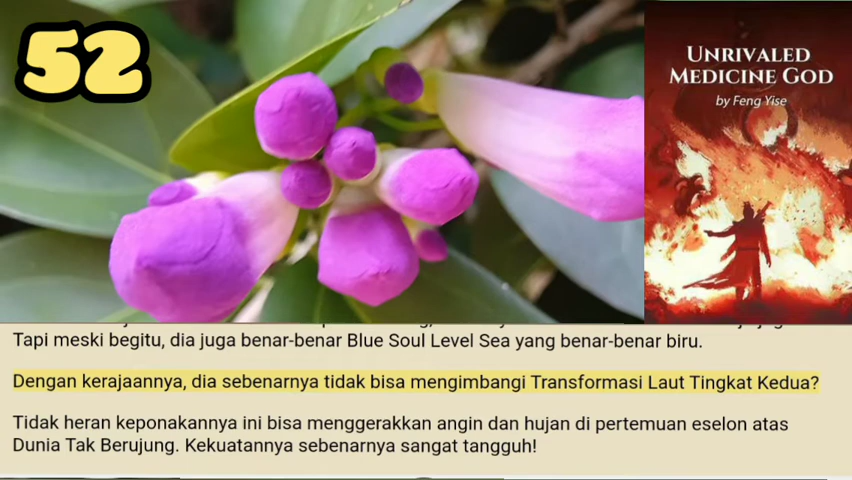 52
UNRIVALED
MEDICINE GOD
by Feng Yise
Tapi meski begitu, dia juga benar-benar Blue Soul Level Sea yang benar-benar biru.
Dengan kerajaannya, dia sebenarnya tidak bisa mengimbangi Transformasi Laut Tingkat Kedua?
Tidak heran keponakannya ini bisa menggerakkan angin dan hujan di pertemuan eselon atas
Dunia Tak Berujung. Kekuatannya sebenarnya sangat tangguh!